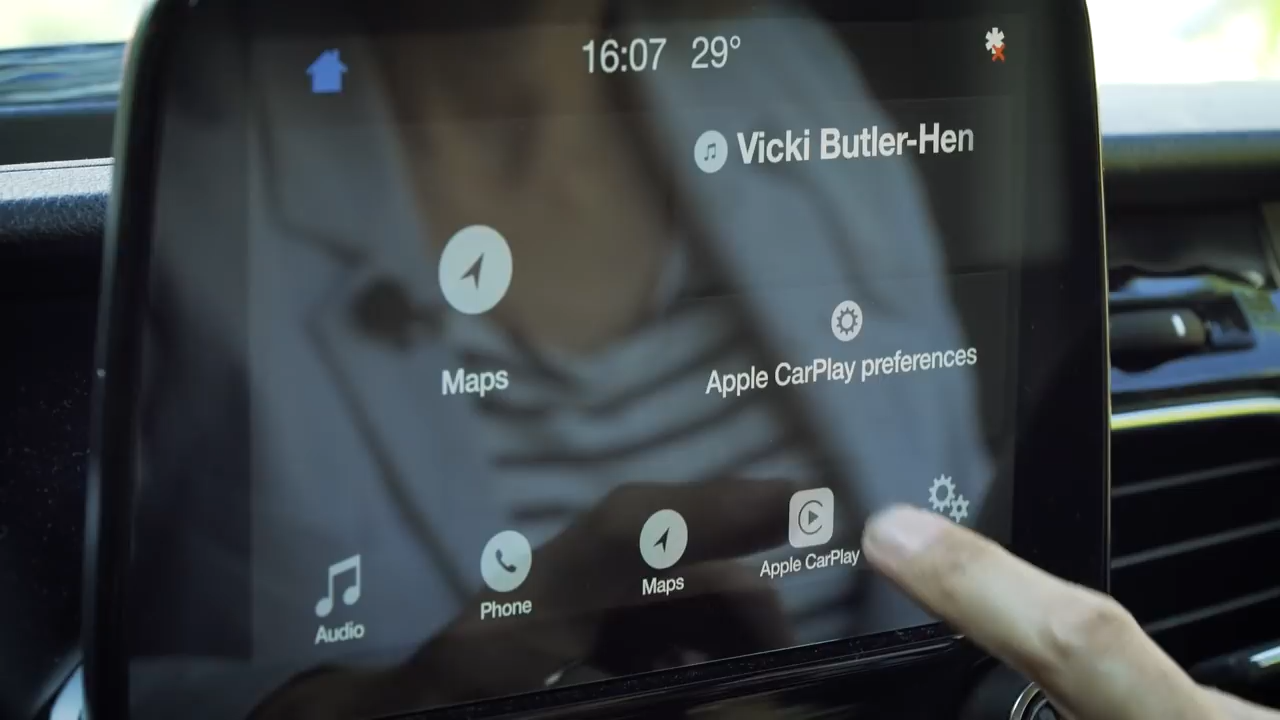 16:07 29°
Vicki Butler-Hen
Maps
Apple CarPlay preferences
Audio
Phone
Maps
Apple CarPlay